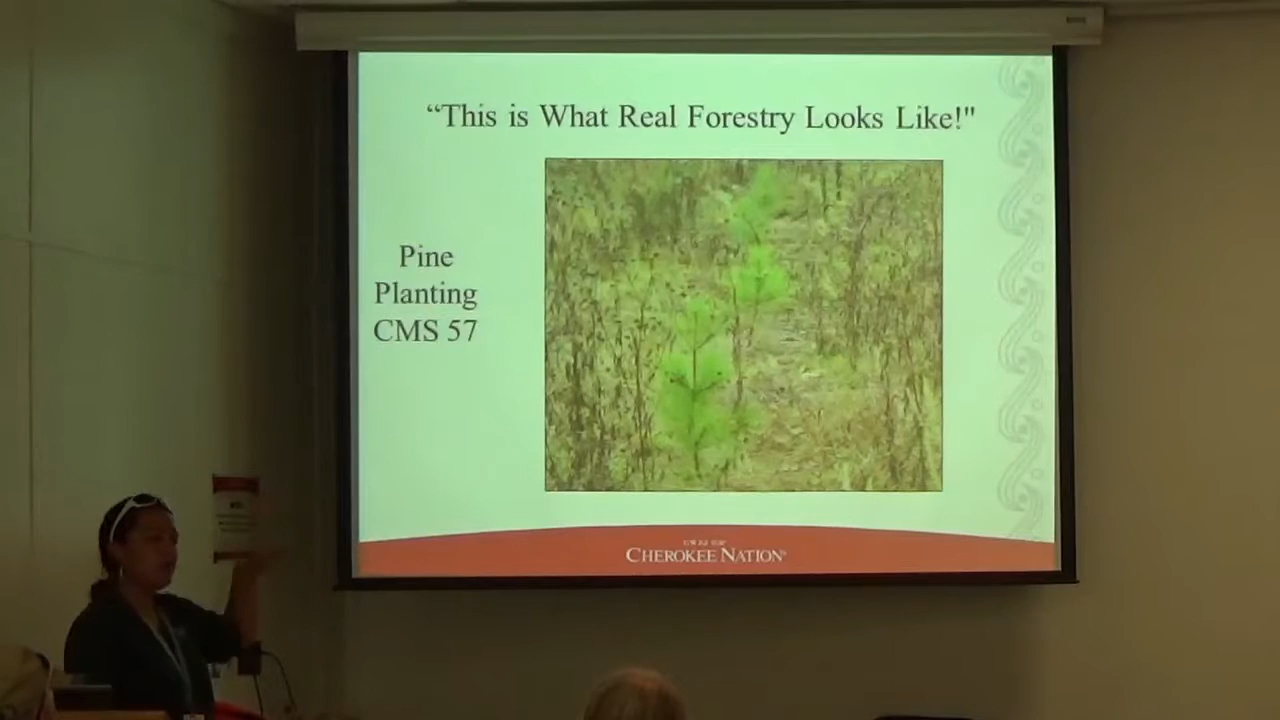 “This is What Real Forestry Looks Like!"
Pine
Planting
CMS 57
CHEROKEE NATION®